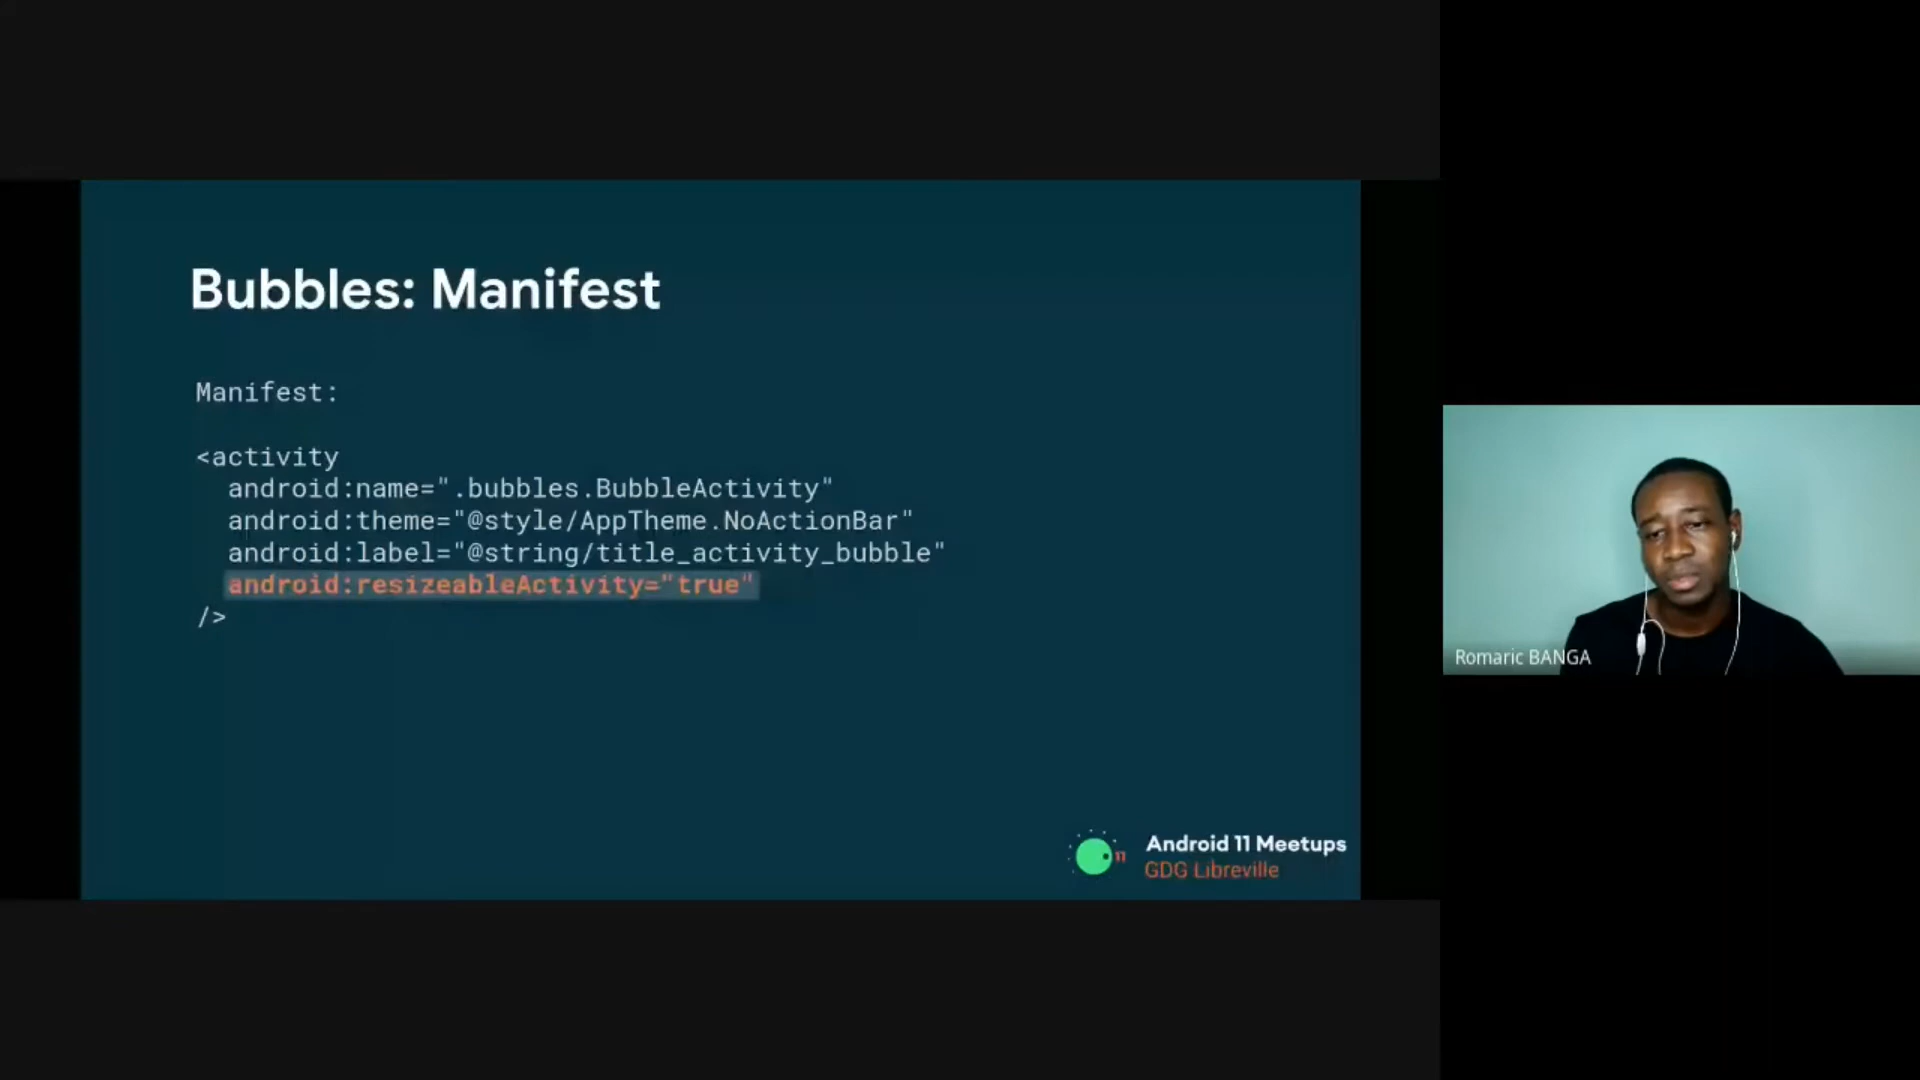 Bubbles: Manifest
Manifest:
<activity
android:name=".bubbles.BubbleActivity"
android:theme="@style/AppTheme.NoActionBar"
android:label="@string/title_activity_bubble"
android:resizeableActivity="true"
/>
11
Android 11 Meetups
GDG Libreville
Romaric BANGA